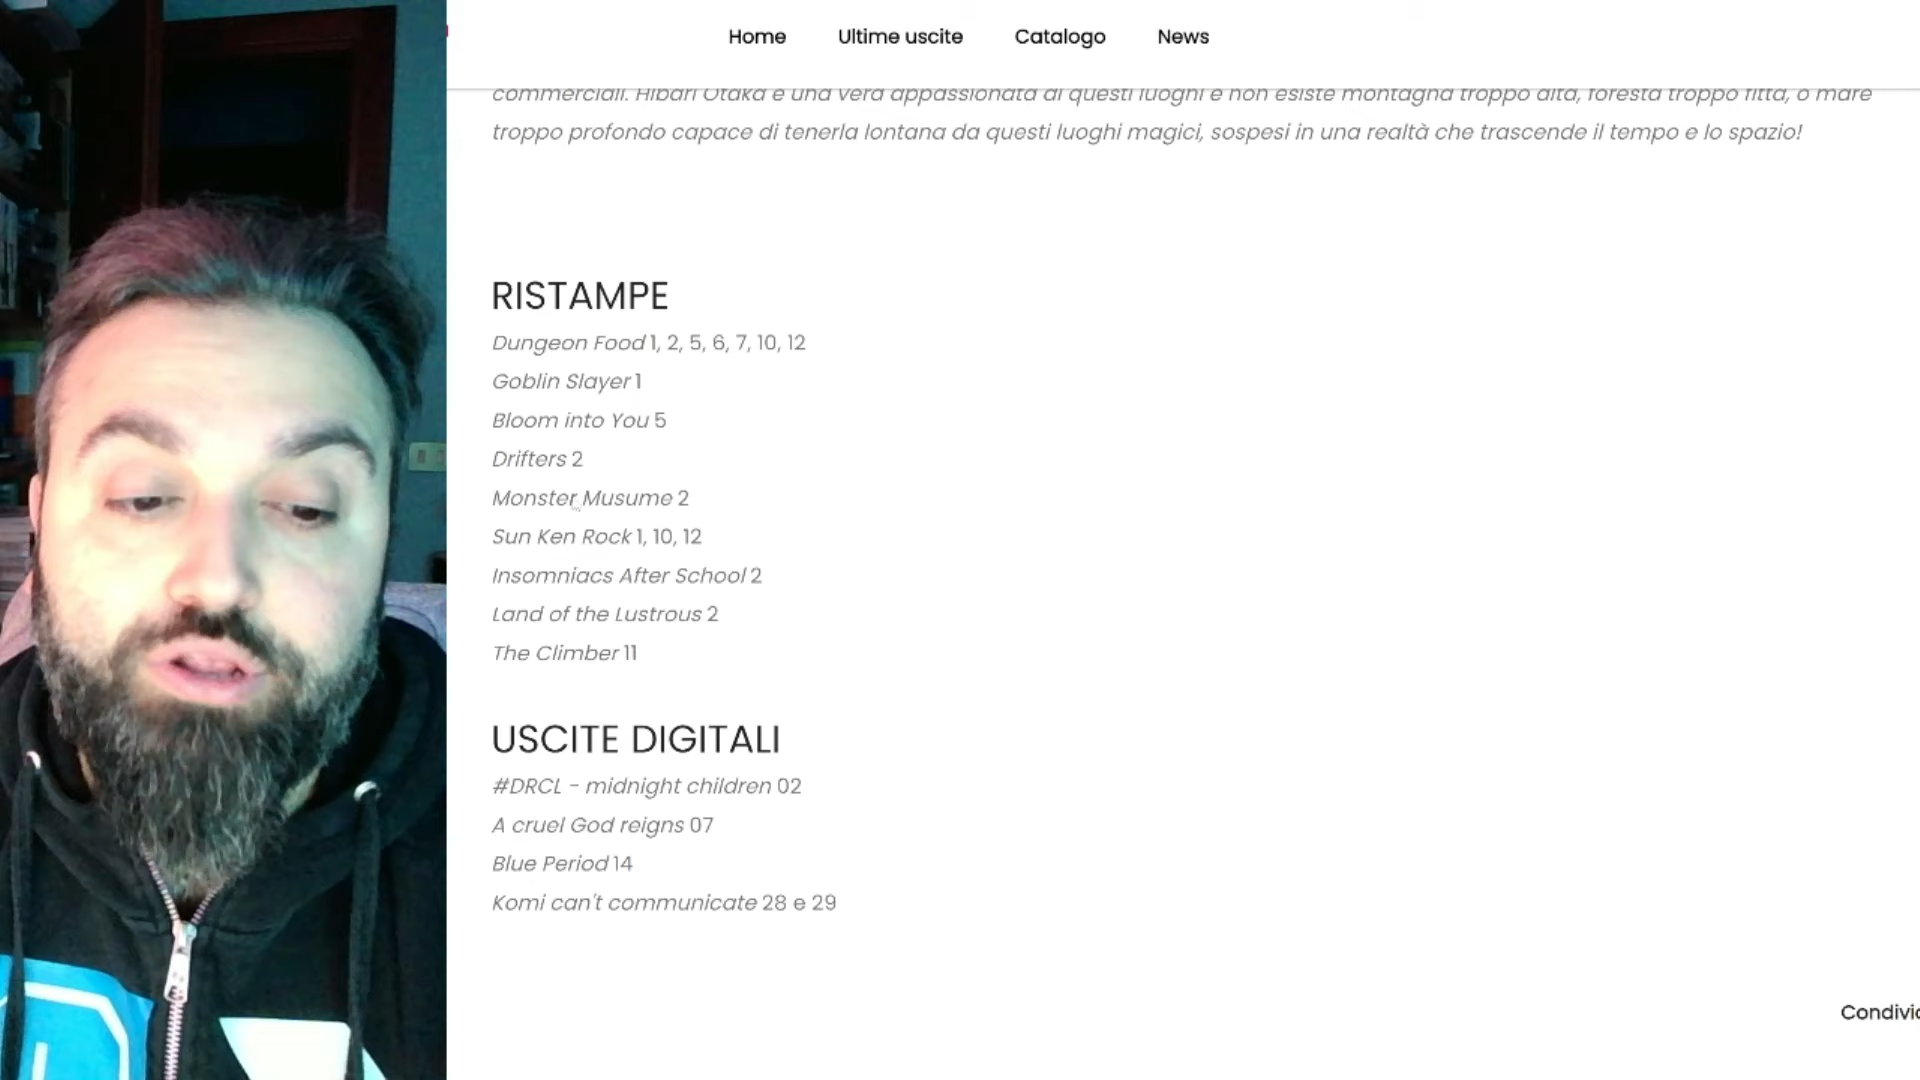 Home Ultime uscite Catalogo News
commerciali. Hibari Otaka è una vera appassionata di questi luoghi e non esiste montagna troppo alta, foresta troppo fitta, o mare
troppo profondo capace di tenerla lontana da questi luoghi magici, sospesi in una realtà che trascende il tempo e lo spazio!
RISTAMPE
Dungeon Food 1, 2, 5, 6, 7, 10, 12
Goblin Slayer 1
Bloom into You 5
Drifters 2
Monster Musume 2
Sun Ken Rock 1, 10, 12
Insomniacs After School 2
Land of the Lustrous 2
The Climber 11
USCITE DIGITALI
#DRCL - midnight children 02
A cruel God reigns 07
Blue Period 14
Komi can't communicate 28 e 29
Condivid